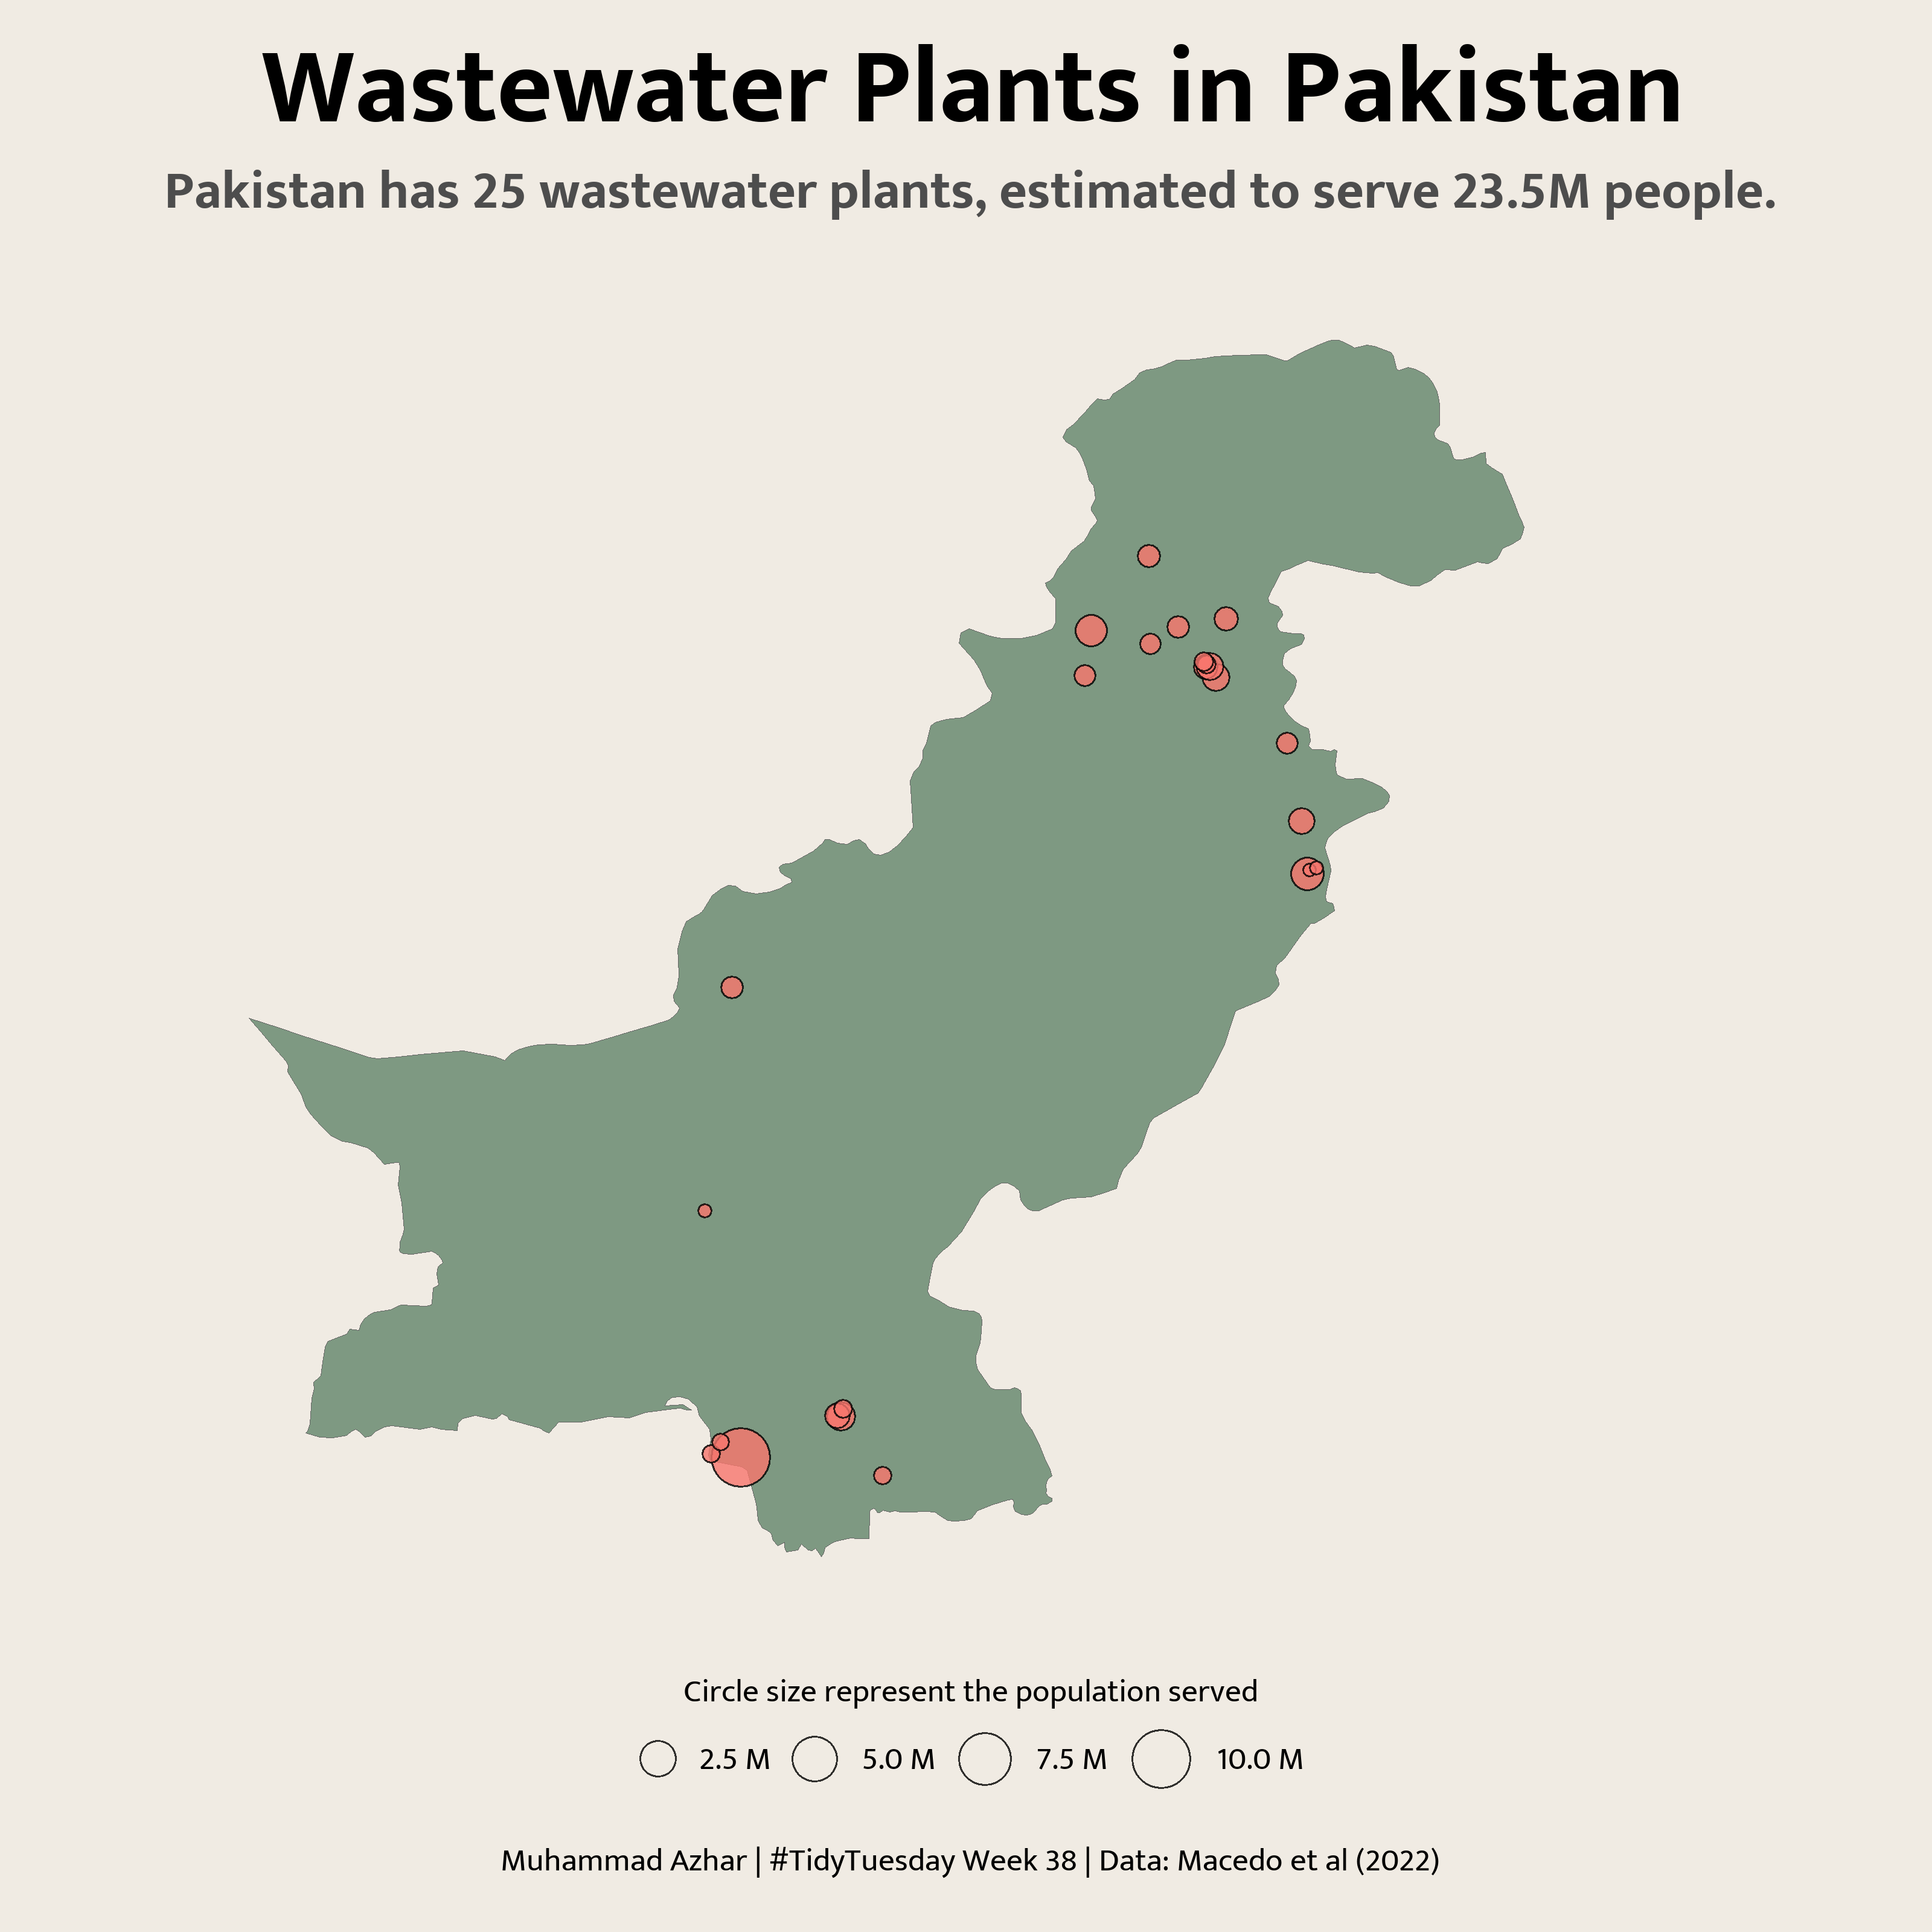 Wastewater Plants in Pakistan
Pakistan has 25 wastewater plants, estimated to serve 23.5M people.
Circle size represent the population served
2.5 M 5.0 M 7.5 M 10.0 M
Muhammad Azhar | #TidyTuesday Week 38 | Data: Macedo et al (2022)